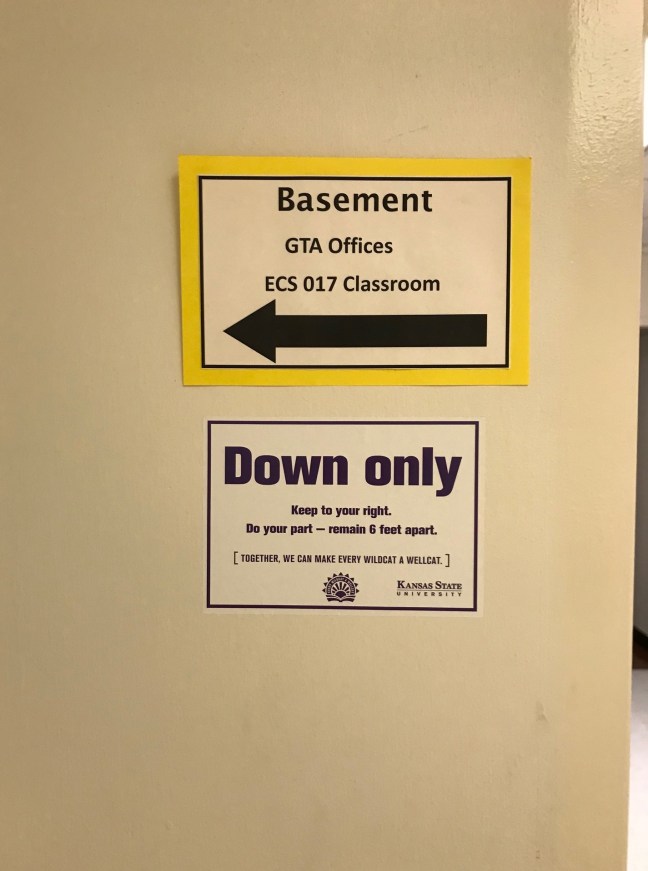 Basement
GTA Offices
ECS 017 Classroom
Down only
Keep to your right.
Do your part – remain 6 feet apart.
[ TOGETHER, WE CAN MAKE EVERY WILDCAT A WELLCAT. ]
KANSAS STATE
UNIVERSITY